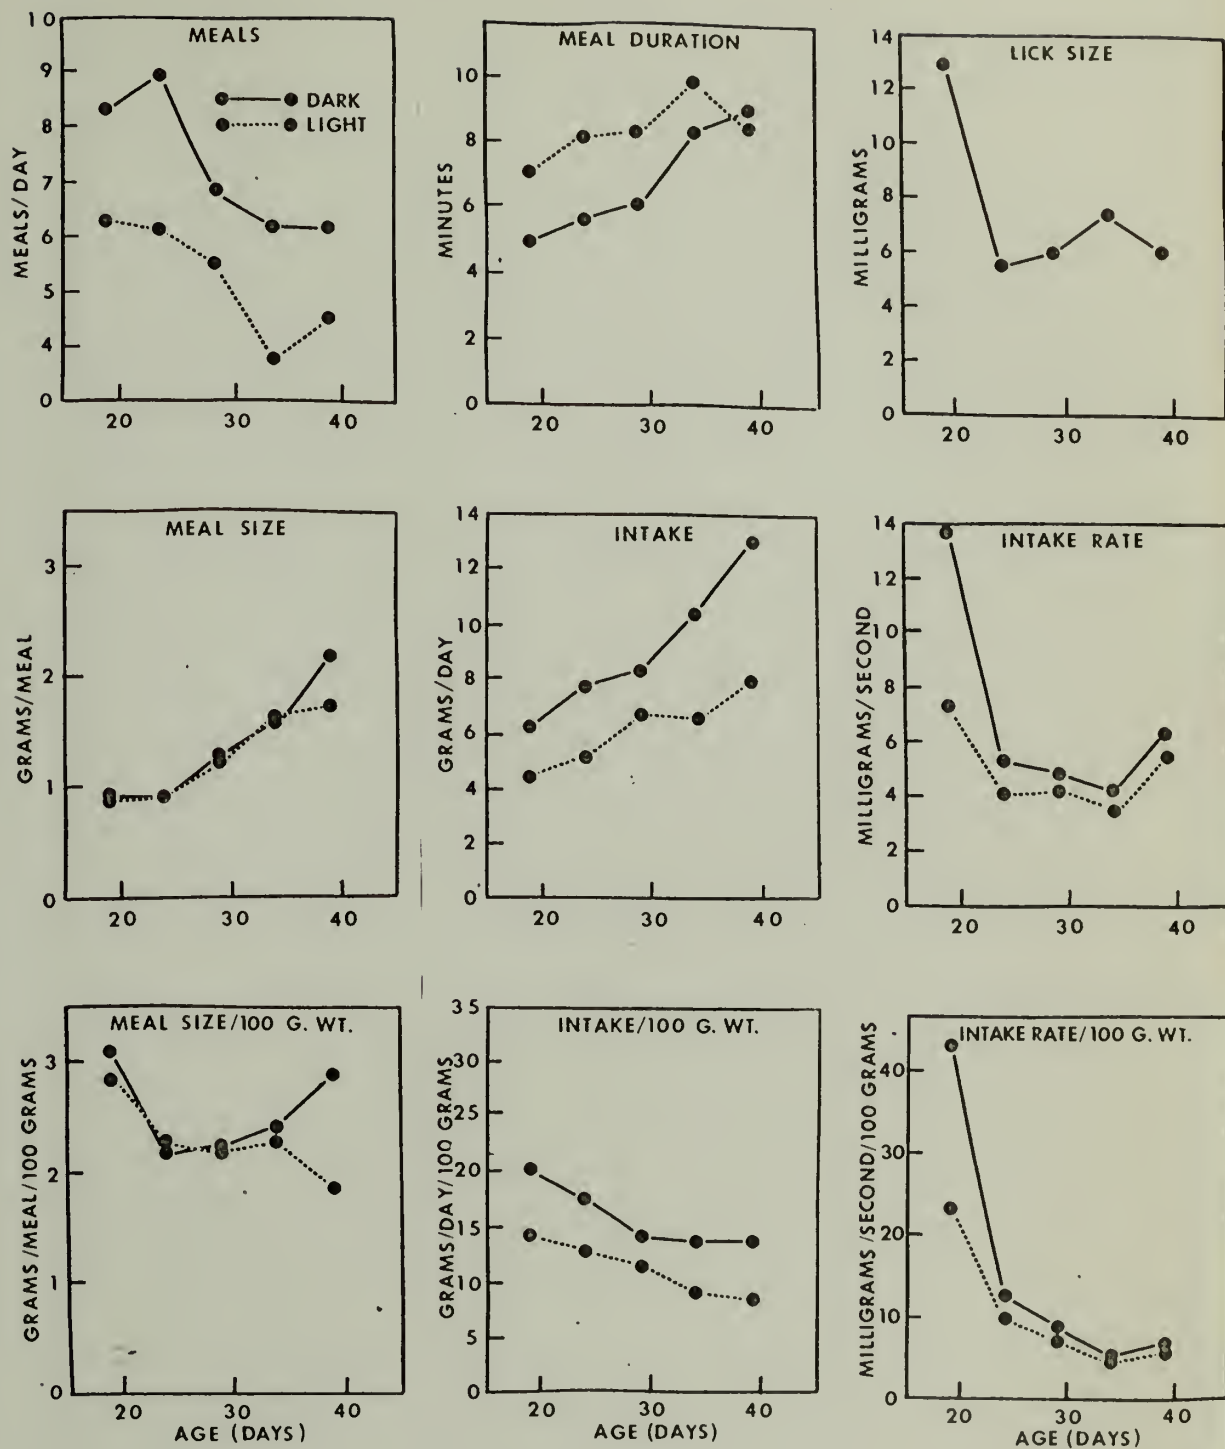 MEALS
MEALS/DAY
10
9
8
7
6
5
4
0
DARK
LIGHT
20 30 40
MEAL DURATION
MINUTES
10
8
6
4
2
0
20 30 40
LICK SIZE
MILLIGRAMS
14
12
10
8
6
4
2
0
20 30 40
MEAL SIZE
GRAMS/MEAL
3
2
1
0
20 30 40
INTAKE
GRAMS/DAY
14
12
10
8
6
4
2
0
20 30 40
INTAKE RATE
MILLIGRAMS/SECOND
14
12
10
8
6
4
2
0
20 30 40
MEAL SIZE/100 G. WT.
GRAMS/MEAL/100 GRAMS
3
2
1
0
20 30 40
AGE (DAYS)
INTAKE/100 G. WT.
GRAMS/DAY/100 GRAMS
35
30
25
20
15
10
5
0
20 30 40
AGE (DAYS)
INTAKE RATE/100 G. WT.
MILLIGRAMS/SECOND/100 GRAMS
40
30
20
10
0
20 30 40
AGE (DAYS)